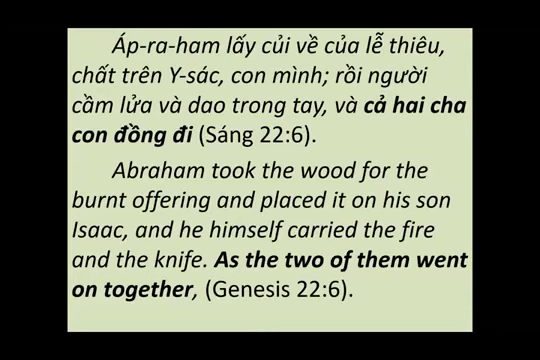 Áp-ra-ham lấy củi về của lễ thiêu,
chất trên Y-sác, con mình; rồi người
cầm lửa và dao trong tay, và cả hai cha
con đồng đi (Sáng 22:6).
Abraham took the wood for the
burnt offering and placed it on his son
Isaac, and he himself carried the fire
and the knife. As the two of them went
on together, (Genesis 22:6).